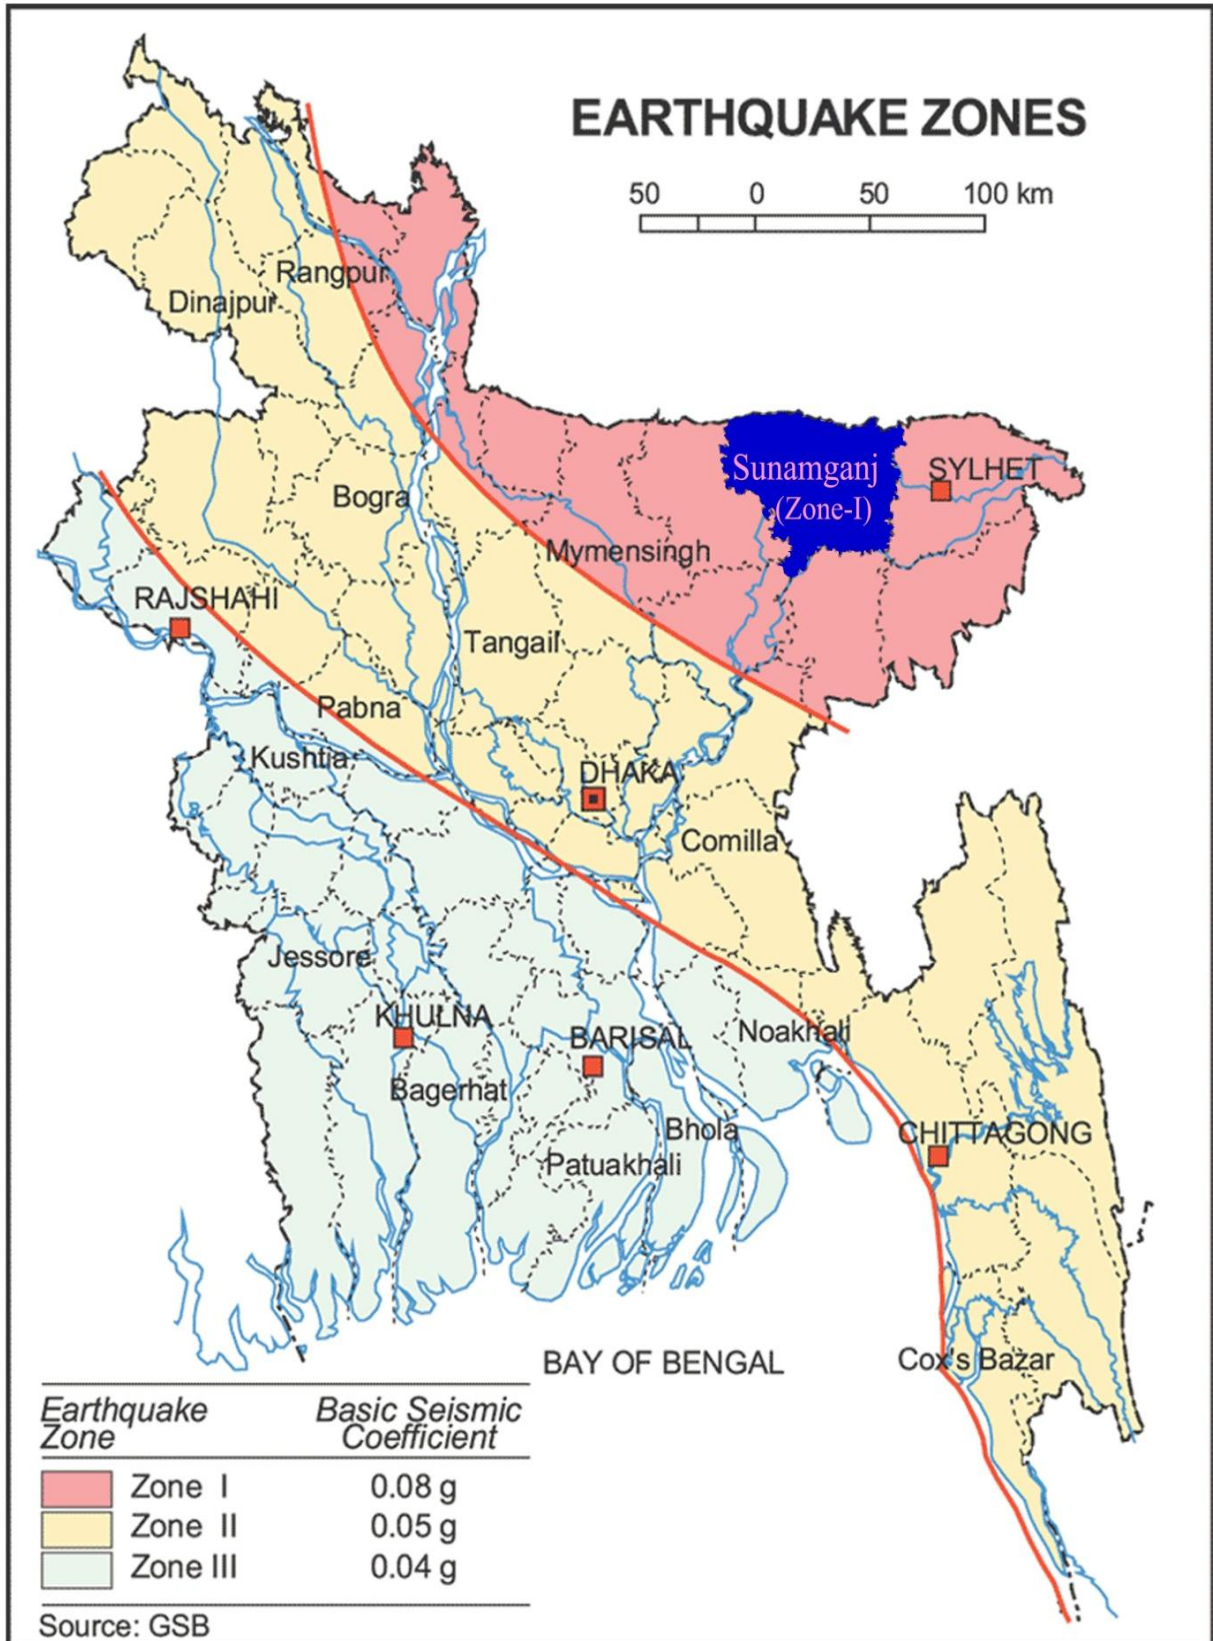 EARTHQUAKE ZONES
50 0 50 100 km
Rangpur
Dinajpur
Sunamganj
(Zone-I)
SYLHET
Bogra
Mymensingh
RAJSHAHI
Tangail
Pabna
Kushtia
DHAKA
Comilla
Jessore
KHULNA
BARISAL
Noakhali
Bagerhat
Bhola
CHITTAGONG
Patuakhali
BAY OF BENGAL
Cox's Bazar
Earthquake Zone
Basic Seismic Coefficient
Zone I 0.08 g
Zone II 0.05 g
Zone III 0.04 g
Source: GSB